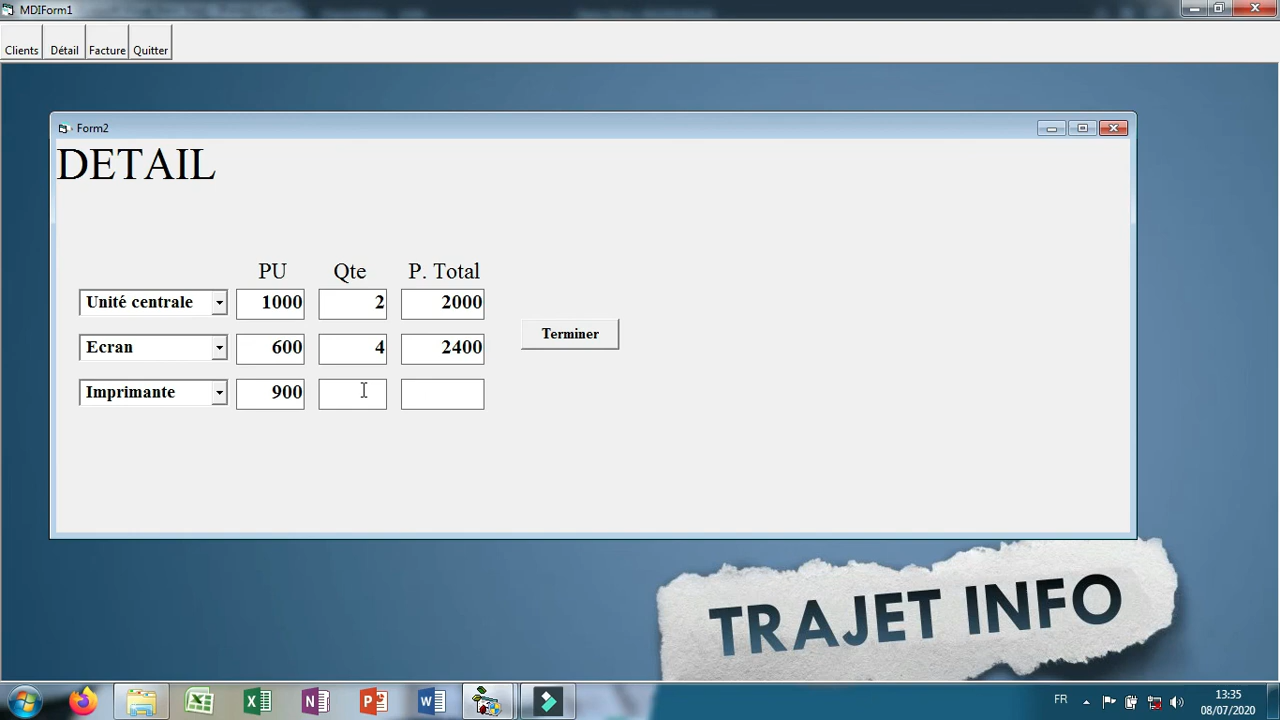 MDIForm1
Clients Détail Facture Quitter
Form2
DETAIL
PU Qte P. Total
Unité centrale 1000 2 2000
Ecran 600 4 2400
Imprimante 900
Terminer
TRAJET INFO
FR
13:35
08/07/2020